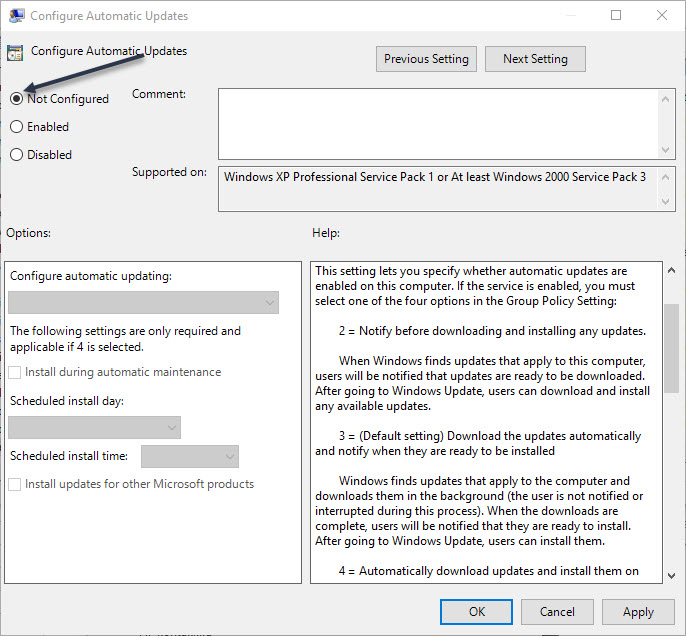 Configure Automatic Updates
Configure Automatic Updates
Previous Setting
Next Setting
Not Configured
Enabled
Disabled
Comment:
Supported on:
Windows XP Professional Service Pack 1 or At least Windows 2000 Service Pack 3
Options:
Help:
Configure automatic updating:
The following settings are only required and
applicable if 4 is selected.
Install during automatic maintenance
Scheduled install day:
Scheduled install time:
Install updates for other Microsoft products
This setting lets you specify whether automatic updates are
enabled on this computer. If the service is enabled, you must
select one of the four options in the Group Policy Setting:
2 = Notify before downloading and installing any updates.
When Windows finds updates that apply to this computer,
users will be notified that updates are ready to be downloaded.
After going to Windows Update, users can download and install
any available updates.
3 = (Default setting) Download the updates automatically
and notify when they are ready to be installed
Windows finds updates that apply to the computer and
downloads them in the background (the user is not notified or
interrupted during this process). When the downloads are
complete, users will be notified that they are ready to install.
After going to Windows Update, users can install them.
4 = Automatically download updates and install them on
OK
Cancel
Apply